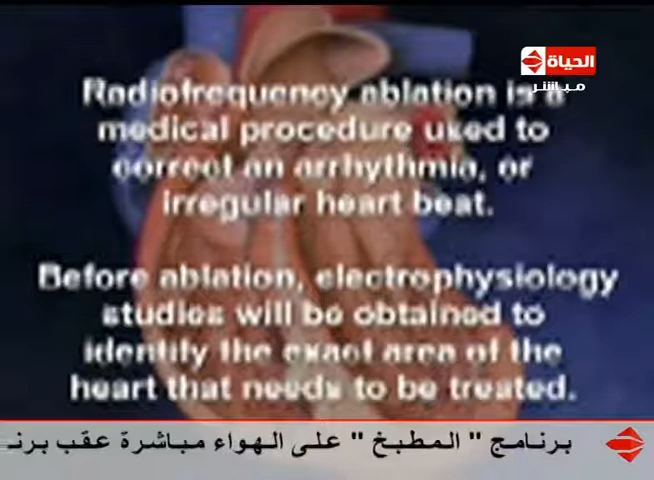 الحياة
مباشر
Radiofrequency ablation is a
medical procedure used to
correct an arrhythmia, or
irregular heart beat.
Before ablation, electrophysiology
studies will be obtained to
identify the exact area of the
heart that needs to be treated.
برنامج " المطبخ " على الهواء مباشرة عقب برنـ